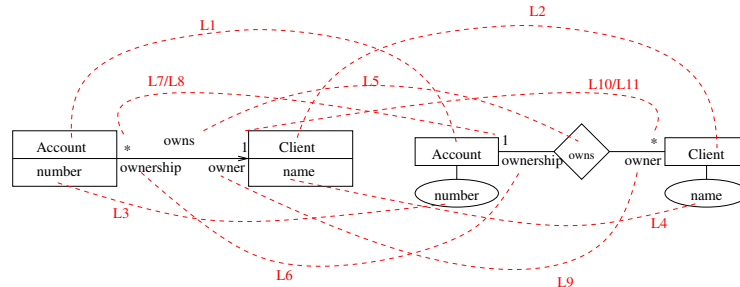 L1 L2
L7/L8 L5 L10/L11
owns
Account * 1 Client Account 1 owns * Client
number ownership owner name ownership owner
number name
L3 L4
L6 L9